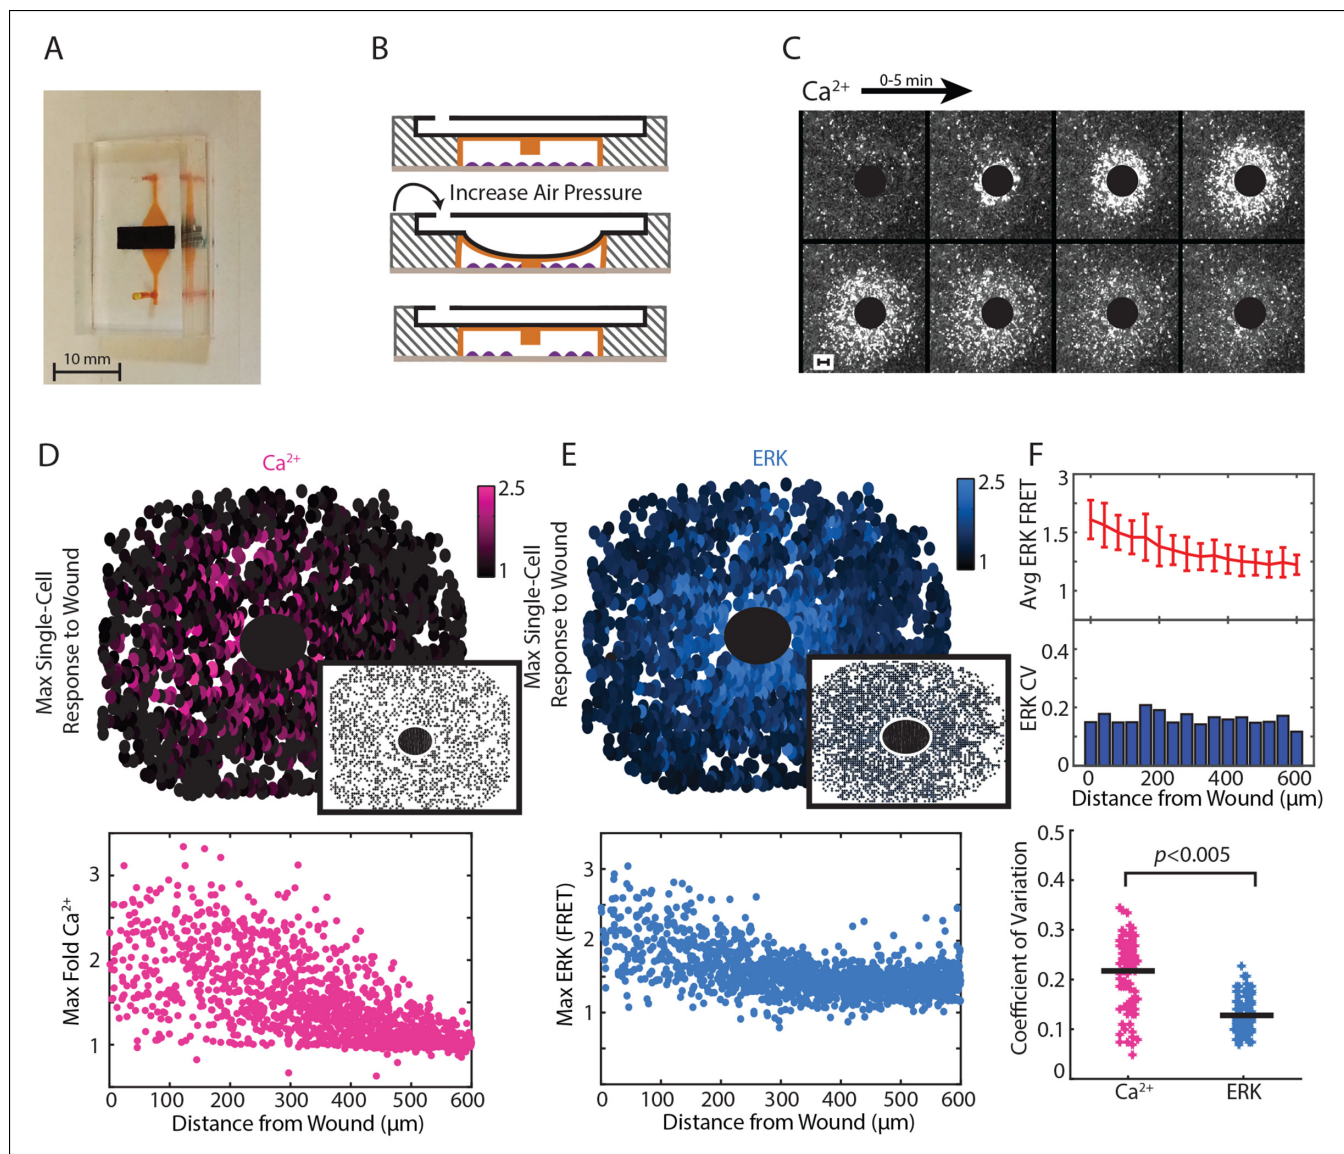 A
B
C
10 mm
Increase Air Pressure
Ca2+
0-5 min
D
Ca2+
Max Single-Cell
Response to Wound
2.5
1
E
ERK
Max Single-Cell
Response to Wound
2.5
1
F
Avg ERK FRET
3
1.5
1
ERK CV
0.4
0.2
0
0 200 400 600
Distance from Wound (μm)
Max Fold Ca2+
3
2
1
0 100 200 300 400 500 600
Distance from Wound (μm)
Max ERK (FRET)
3
2
1
0 100 200 300 400 500 600
Distance from Wound (μm)
Coefficient of Variation
0.5
0.4
0.3
0.2
0.1
0
p<0.005
Ca2+ ERK